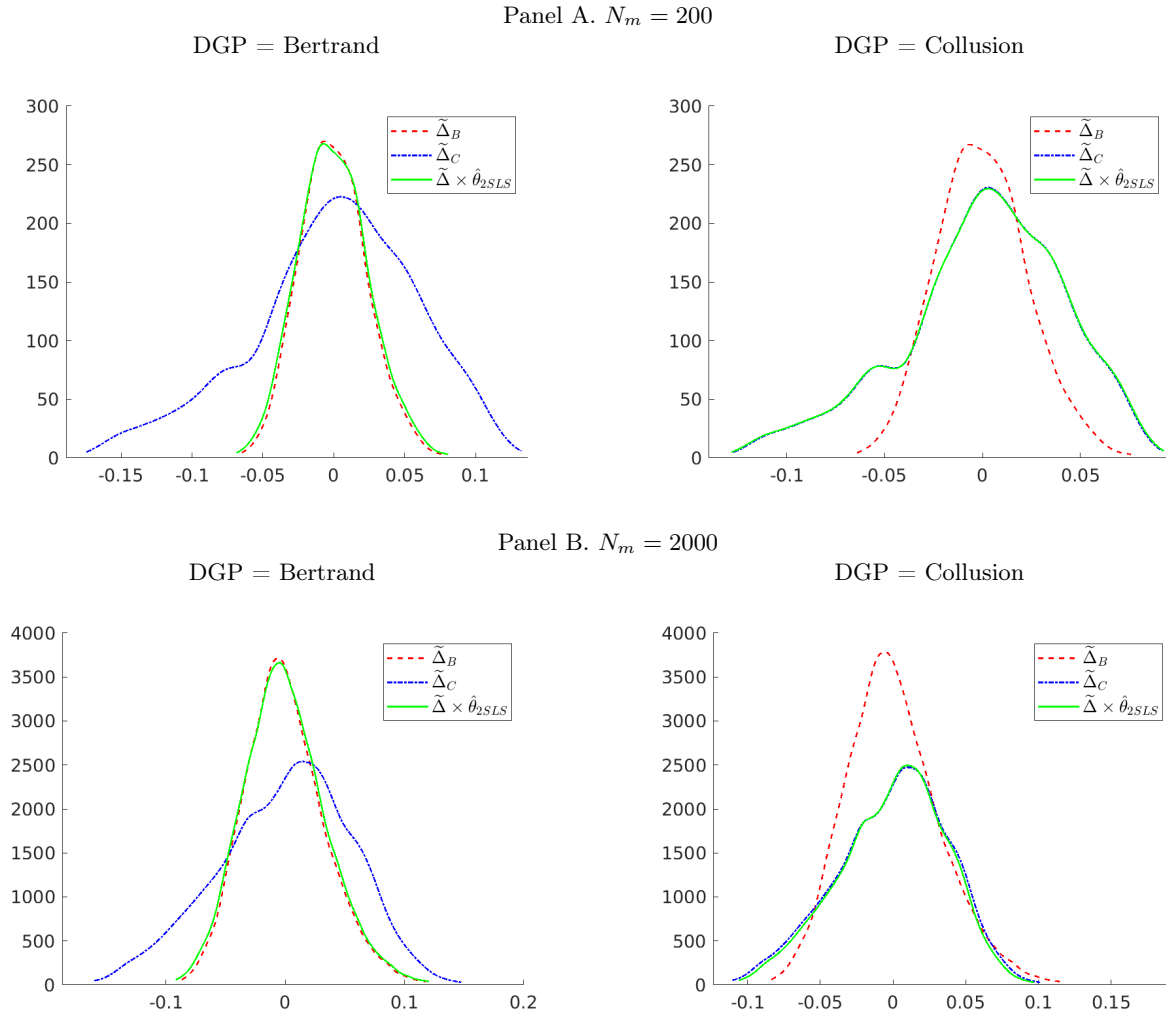 Panel A. N_m = 200
DGP = Bertrand
DGP = Collusion
300
250
200
150
100
50
0
-0.15 -0.1 -0.05 0 0.05 0.1
Δ̃_B
Δ̃_C
Δ̃ × θ̂_2SLS
300
250
200
150
100
50
0
-0.1 -0.05 0 0.05
Δ̃_B
Δ̃_C
Δ̃ × θ̂_2SLS
Panel B. N_m = 2000
DGP = Bertrand
DGP = Collusion
4000
3500
3000
2500
2000
1500
1000
500
0
-0.1 0 0.1 0.2
Δ̃_B
Δ̃_C
Δ̃ × θ̂_2SLS
4000
3500
3000
2500
2000
1500
1000
500
0
-0.1 -0.05 0 0.05 0.1 0.15
Δ̃_B
Δ̃_C
Δ̃ × θ̂_2SLS